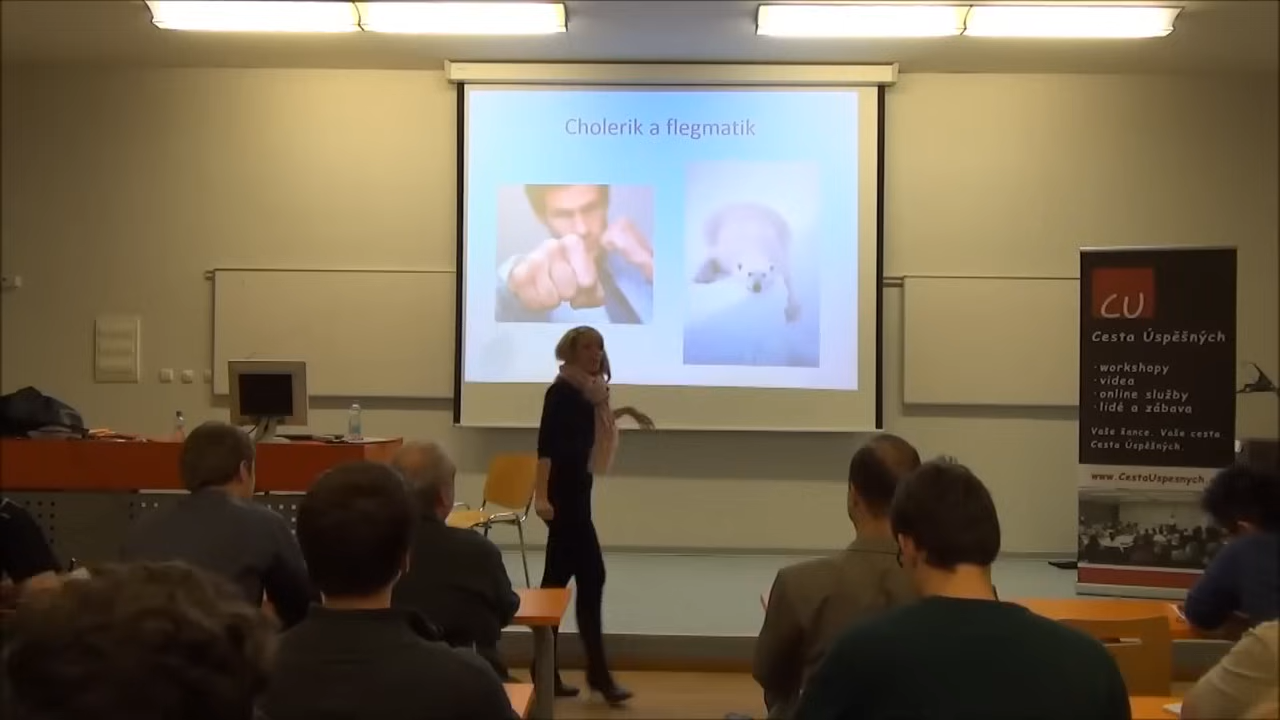 Cholerik a flegmatik
CU
Cesta Úspěšných
· workshopy
· videa
· online služby
· lidé a zábava
Vaše šance. Vaše cesta.
Cesta Úspěšných.
www.CestaUspesnych.